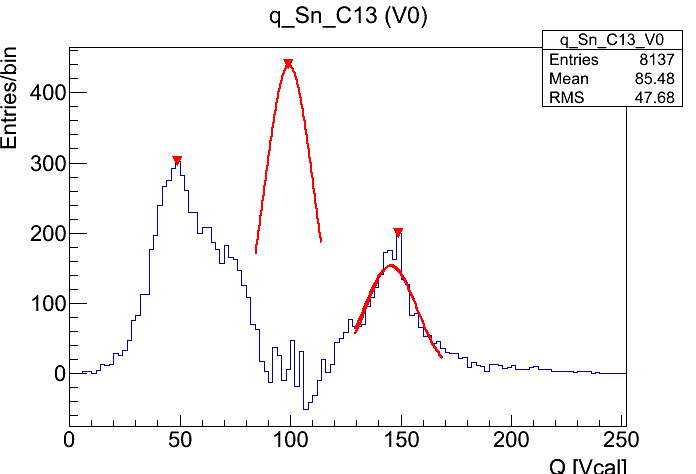 q_Sn_C13 (V0)
q_Sn_C13_V0
Entries 8137
Mean 85.48
RMS 47.68
Entries/bin
400
300
200
100
0
0 50 100 150 200 250
Q [Vcal]